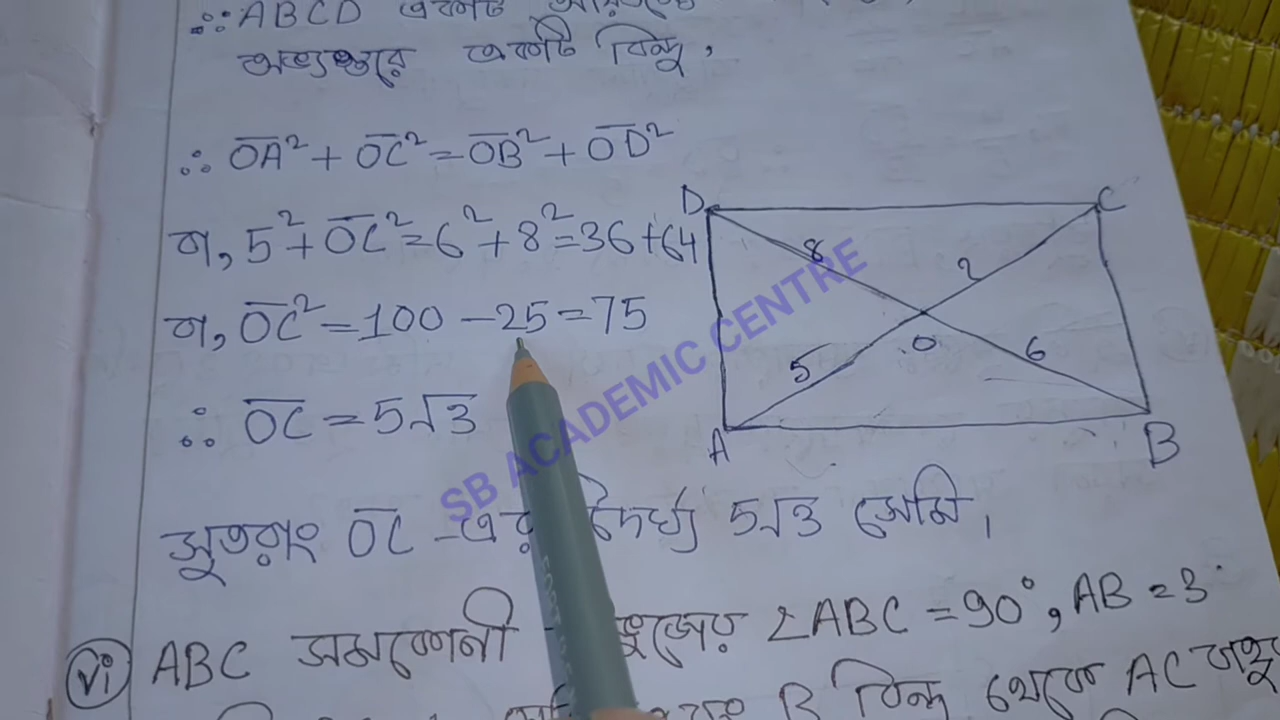 ∴ ABCD একটি
অভ্যন্তরে একটি বিন্দু,
∴ OA² + OC² = OB² + OD²
বা, 5² + OC² = 6² + 8² = 36 + 64
বা, OC² = 100 - 25 = 75
∴ OC = 5√3
সুতরাং OC -এর দৈর্ঘ্য 5√3 সেমি।
(vi) ABC সমকোণী ∠ABC = 90°, AB = 3
B বিন্দু থেকে AC
D
C
8
2
O
5
6
A
B
SB ACADEMIC CENTRE